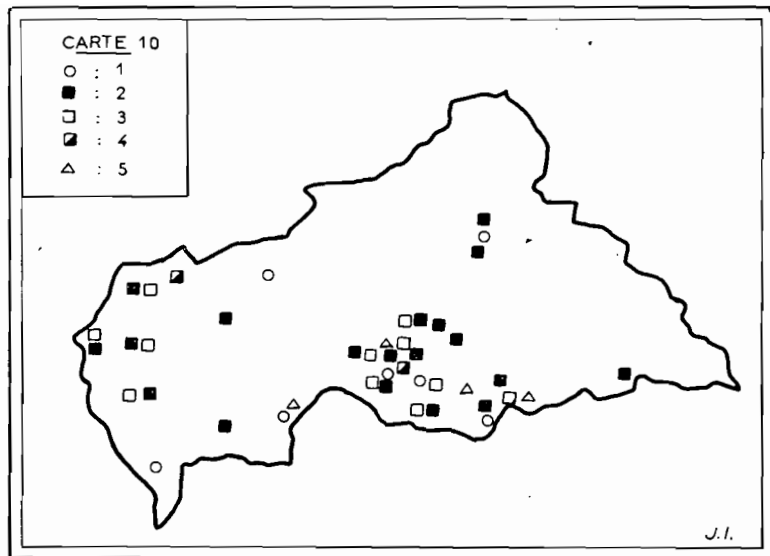 CARTE 10
○ : 1
■ : 2
□ : 3
◪ : 4
△ : 5
J.I.